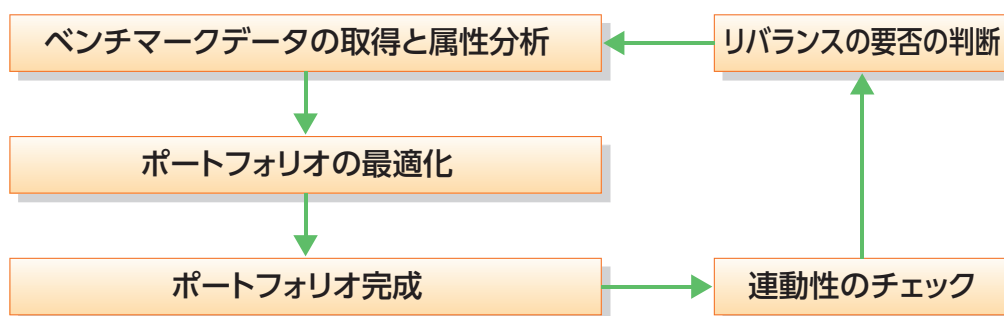 ベンチマークデータの取得と属性分析
リバランスの要否の判断
ポートフォリオの最適化
ポートフォリオ完成
連動性のチェック